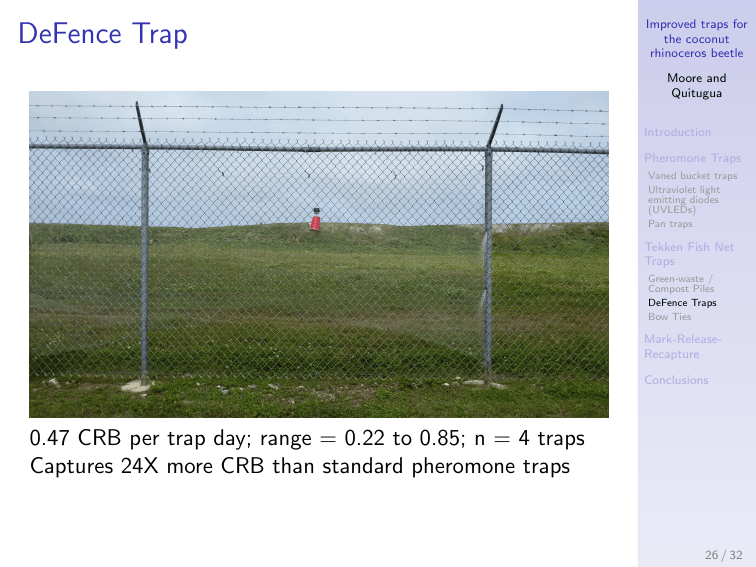 DeFence Trap
0.47 CRB per trap day; range = 0.22 to 0.85; n = 4 traps
Captures 24X more CRB than standard pheromone traps
Improved traps for
the coconut
rhinoceros beetle
Moore and
Quitugua
Introduction
Pheromone Traps
Vaned bucket traps
Ultraviolet light
emitting diodes
(UVLEDs)
Pan traps
Tekken Fish Net
Traps
Green-waste /
Compost Piles
DeFence Traps
Bow Ties
Mark-Release-
Recapture
Conclusions
26 / 32